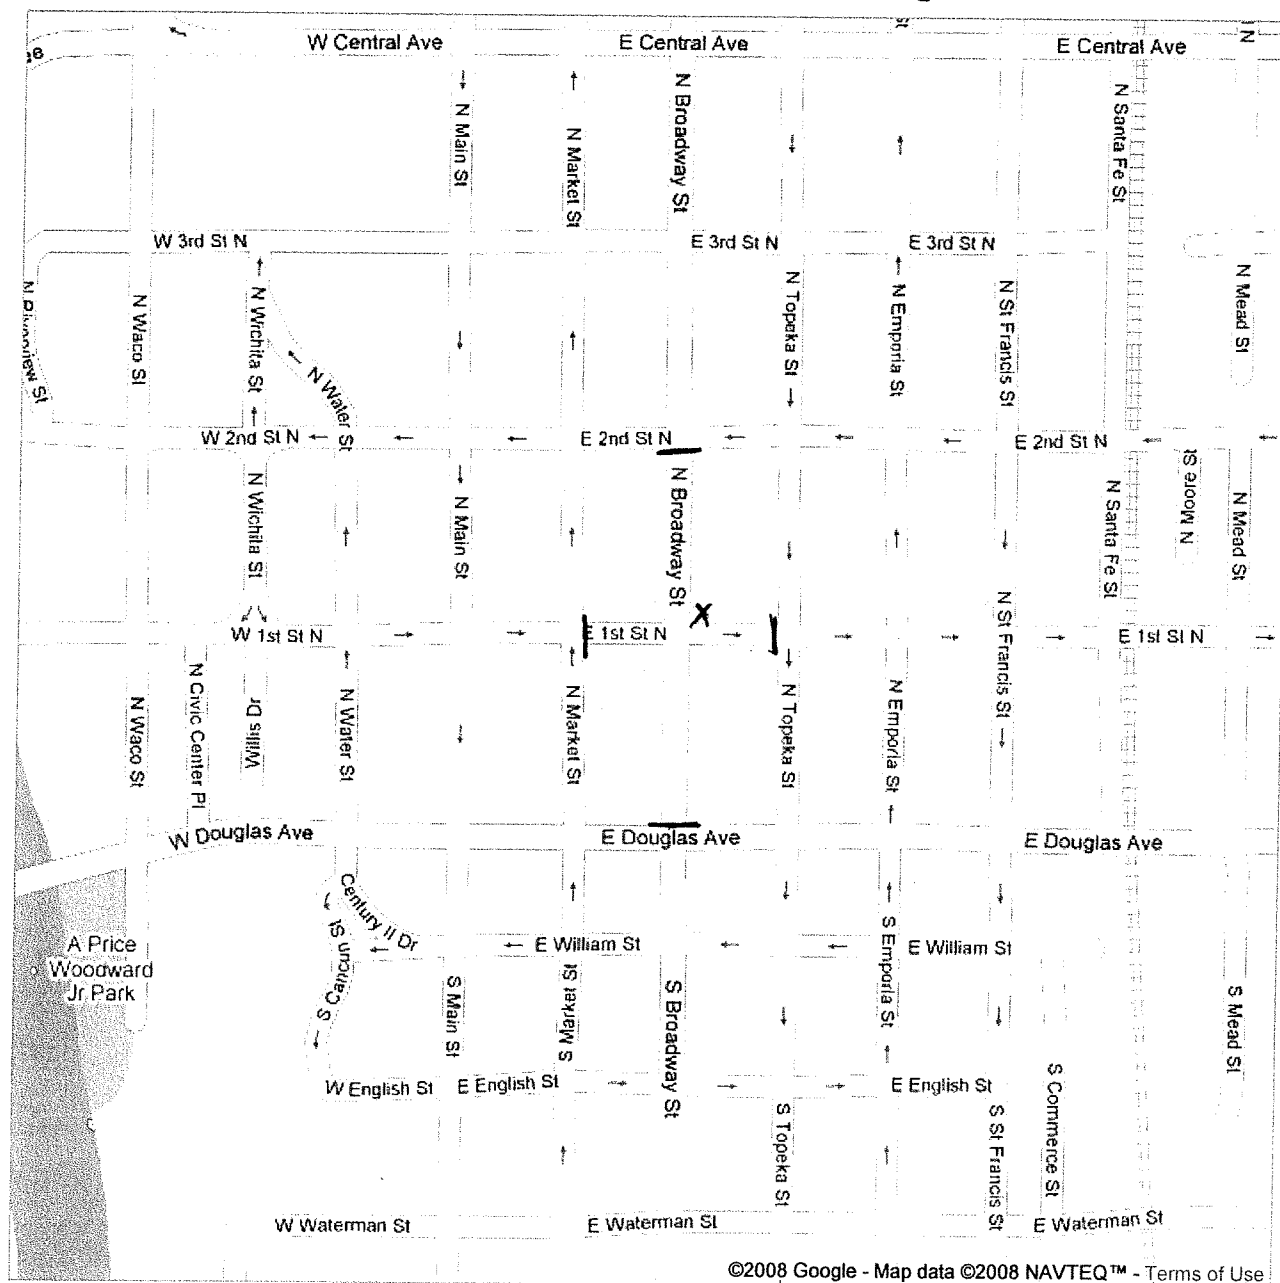 W Central Ave
E Central Ave
E Central Ave
N
N Main St
N Market St
N Broadway St
N Santa Fe St
W 3rd St N
E 3rd St N
E 3rd St N
N Riverview St
N Waco St
N Wichita St
N Water St
N Topeka St
N Emporia St
N St Francis St
N Mead St
W 2nd St N
E 2nd St N
E 2nd St N
N Wichita St
N Main St
N Broadway St
N Santa Fe St
N Moore St
N Mead St
X
W 1st St N
E 1st St N
E 1st St N
N St Francis St
N Waco St
N Civic Center Pl
Willis Dr
N Water St
N Market St
N Topeka St
N Emporia St
W Douglas Ave
E Douglas Ave
E Douglas Ave
Century II Dr
A Price
Woodward
Jr Park
S Cancun St
E William St
E William St
S Main St
S Market St
S Broadway St
S Emporia St
S Mead St
W English St
E English St
E English St
S Topeka St
S St Francis St
S Commerce St
W Waterman St
E Waterman St
E Waterman St
©2008 Google - Map data ©2008 NAVTEQ™ - Terms of Use